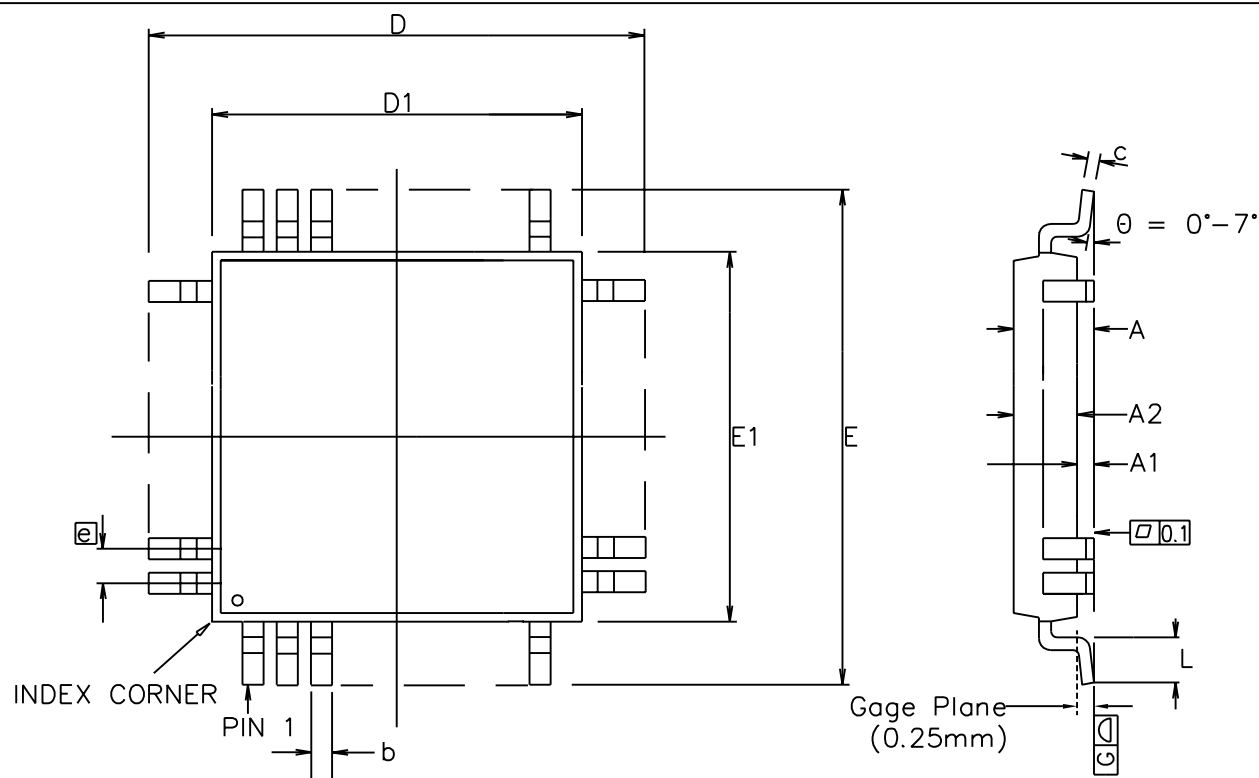 D
D1
c
θ = 0°-7°
A
A2
E1
E
A1
e
0.1
INDEX CORNER
L
PIN 1
b
Gage Plane
(0.25mm)
G